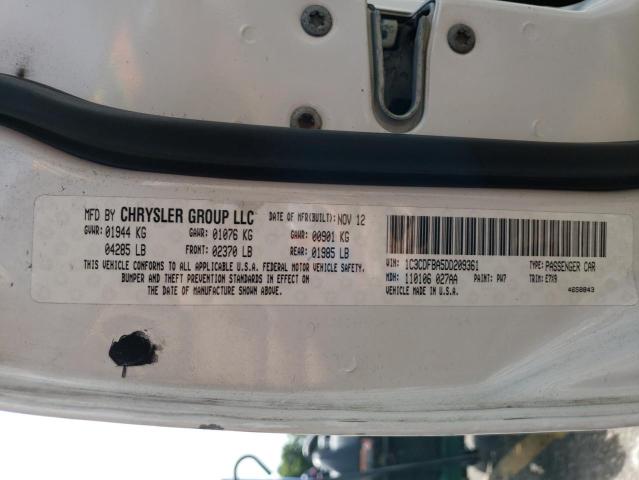 MFD BY CHRYSLER GROUP LLC DATE OF MFR(BUILT): NOV 12
GVWR: 01944 KG GAWR: 01076 KG GAWR: 00901 KG
04285 LB FRONT: 02370 LB REAR: 01985 LB
THIS VEHICLE CONFORMS TO ALL APPLICABLE U.S.A. FEDERAL MOTOR VEHICLE SAFETY,
BUMPER AND THEFT PREVENTION STANDARDS IN EFFECT ON
THE DATE OF MANUFACTURE SHOWN ABOVE.
VIN: 1C3CDFBA5DD209361 TYPE: PASSENGER CAR
MDH: 110106 027AA PAINT: PW7 TRIM: E7X9
VEHICLE MADE IN U.S.A. 4658843